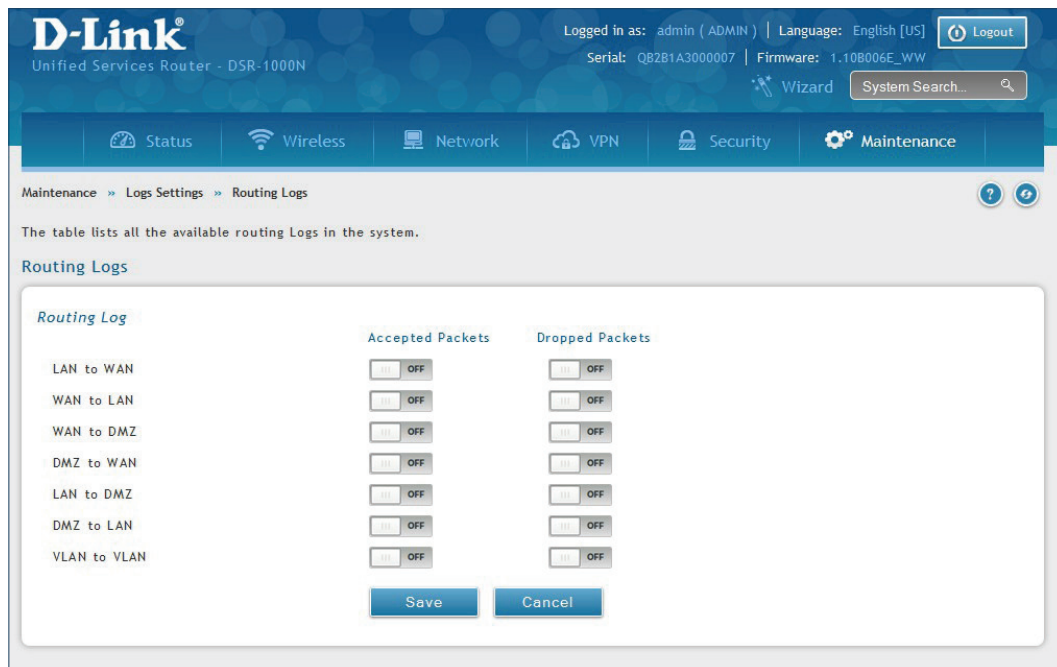 D-Link®
Unified Services Router - DSR-1000N
Logged in as: admin ( ADMIN ) | Language: English [US]
Logout
Serial: QB2B1A3000007 | Firmware: 1.10B006E_WW
Wizard
System Search...
Status Wireless Network VPN Security Maintenance
Maintenance » Logs Settings » Routing Logs
?
The table lists all the available routing Logs in the system.
Routing Logs
Routing Log
Accepted Packets Dropped Packets
LAN to WAN OFF OFF
WAN to LAN OFF OFF
WAN to DMZ OFF OFF
DMZ to WAN OFF OFF
LAN to DMZ OFF OFF
DMZ to LAN OFF OFF
VLAN to VLAN OFF OFF
Save Cancel